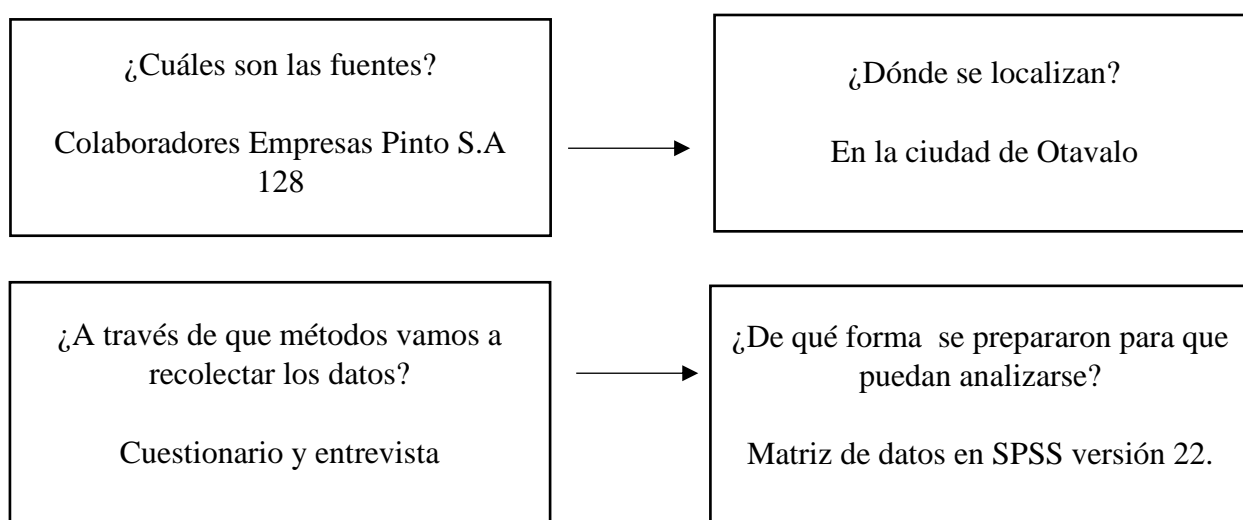 ¿Cuáles son las fuentes?
Colaboradores Empresas Pinto S.A
128
¿Dónde se localizan?
En la ciudad de Otavalo
¿A través de que métodos vamos a
recolectar los datos?
Cuestionario y entrevista
¿De qué forma  se prepararon para que
puedan analizarse?
Matriz de datos en SPSS versión 22.